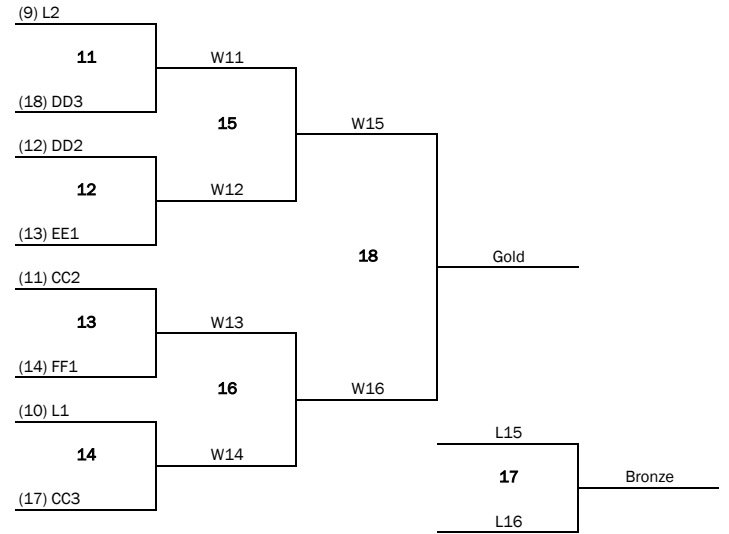 (9) L2
11
W11
(18) DD3
15
W15
(12) DD2
12
W12
(13) EE1
18
Gold
(11) CC2
13
W13
(14) FF1
16
W16
(10) L1
14
W14
(17) CC3
L15
17
Bronze
L16